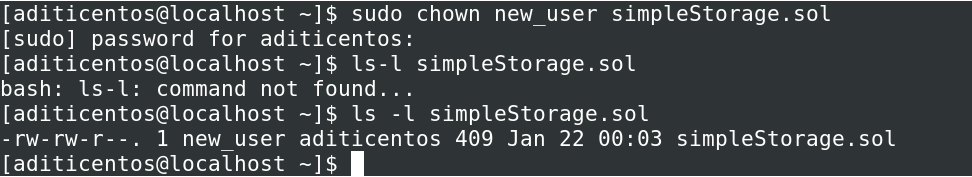 [aditicentos@localhost ~]$ sudo chown new_user simpleStorage.sol
[sudo] password for aditicentos:
[aditicentos@localhost ~]$ ls-l simpleStorage.sol
bash: ls-l: command not found...
[aditicentos@localhost ~]$ ls -l simpleStorage.sol
-rw-rw-r--. 1 new_user aditicentos 409 Jan 22 00:03 simpleStorage.sol
[aditicentos@localhost ~]$